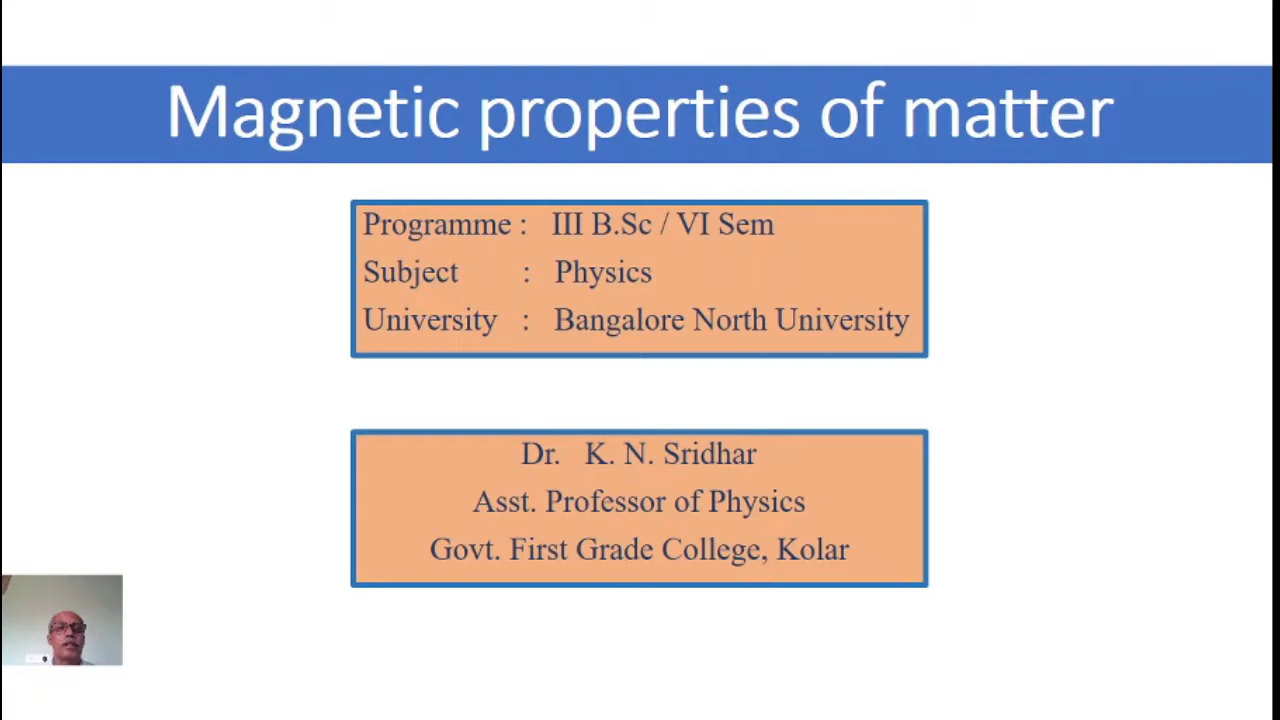 Magnetic properties of matter
Programme : III B.Sc / VI Sem
Subject : Physics
University : Bangalore North University
Dr. K. N. Sridhar
Asst. Professor of Physics
Govt. First Grade College, Kolar